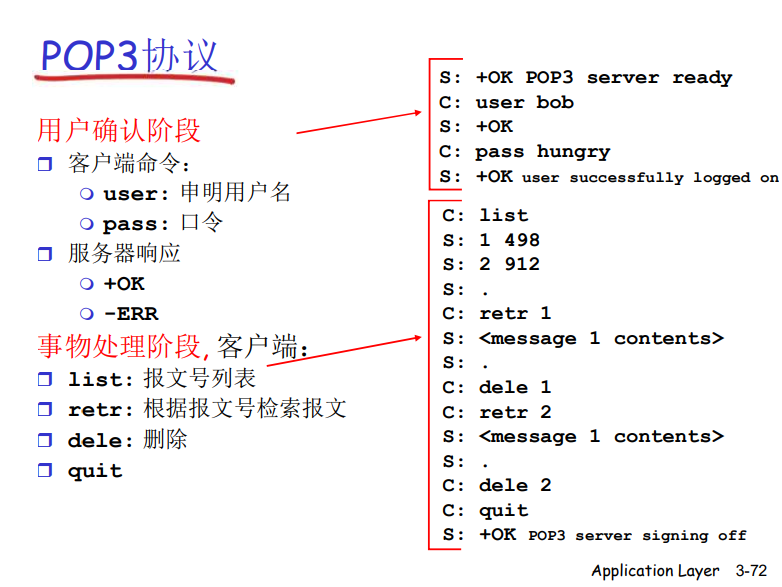 POP3协议
用户确认阶段
客户端命令:
user: 申明用户名
pass: 口令
服务器响应
+OK
-ERR
事物处理阶段, 客户端:
list: 报文号列表
retr: 根据报文号检索报文
dele: 删除
quit
S: +OK POP3 server ready
C: user bob
S: +OK
C: pass hungry
S: +OK user successfully logged on
C: list
S: 1 498
S: 2 912
S: .
C: retr 1
S: <message 1 contents>
S: .
C: dele 1
C: retr 2
S: <message 1 contents>
S: .
C: dele 2
C: quit
S: +OK POP3 server signing off
Application Layer 3-72